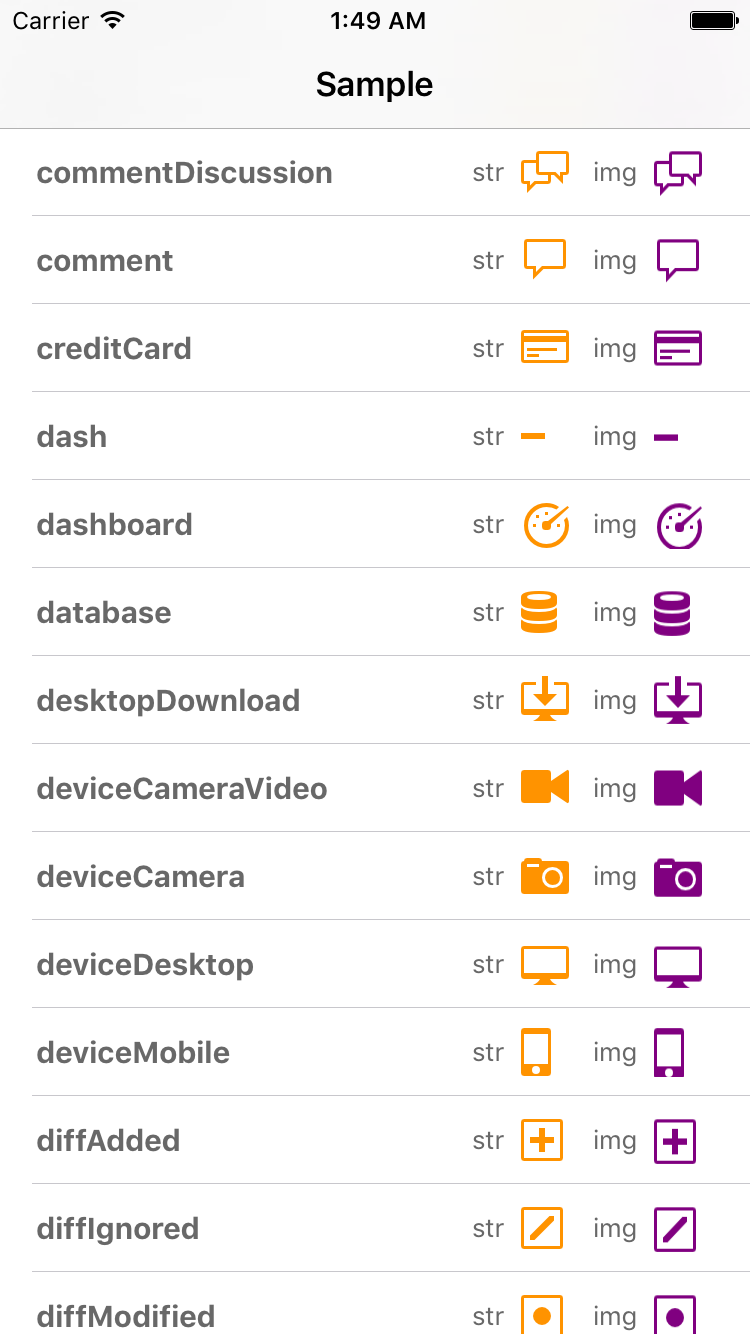 Carrier 1:49 AM
Sample
commentDiscussion str img
comment str img
creditCard str img
dash str img
dashboard str img
database str img
desktopDownload str img
deviceCameraVideo str img
deviceCamera str img
deviceDesktop str img
deviceMobile str img
diffAdded str img
diffIgnored str img
diffModified str img